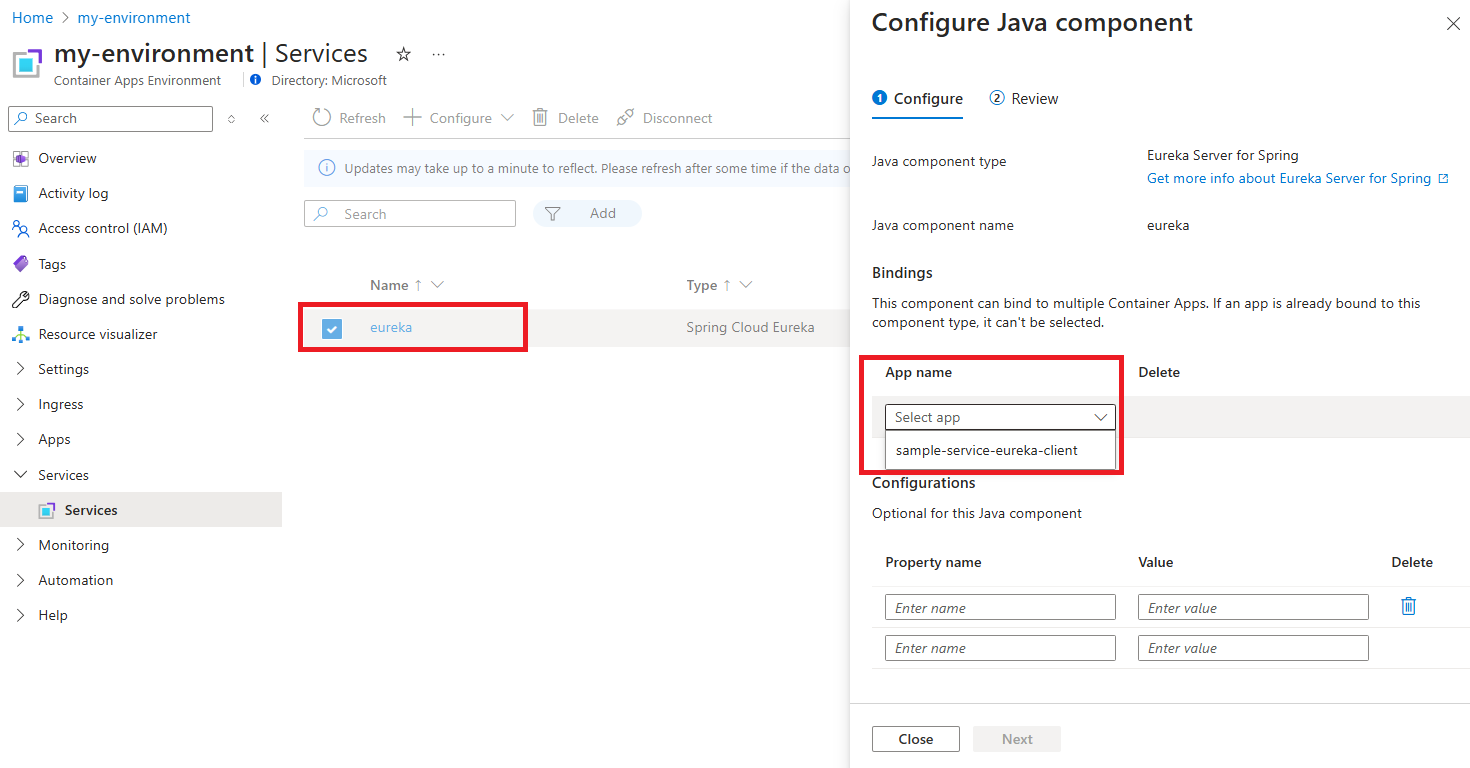 Home > my-environment
my-environment | Services
Container Apps Environment
Directory: Microsoft
Search
Overview
Activity log
Access control (IAM)
Tags
Diagnose and solve problems
Resource visualizer
Settings
Ingress
Apps
Services
Services
Monitoring
Automation
Help
Refresh
Configure
Delete
Disconnect
Updates may take up to a minute to reflect. Please refresh after some time if the data o
Search
Add
Name ↑
Type ↑
eureka
Spring Cloud Eureka
Configure Java component
1 Configure
2 Review
Java component type
Eureka Server for Spring
Get more info about Eureka Server for Spring
Java component name
eureka
Bindings
This component can bind to multiple Container Apps. If an app is already bound to this
component type, it can't be selected.
App name
Delete
Select app
sample-service-eureka-client
Configurations
Optional for this Java component
Property name
Value
Delete
Enter name
Enter value
Enter name
Enter value
Close
Next